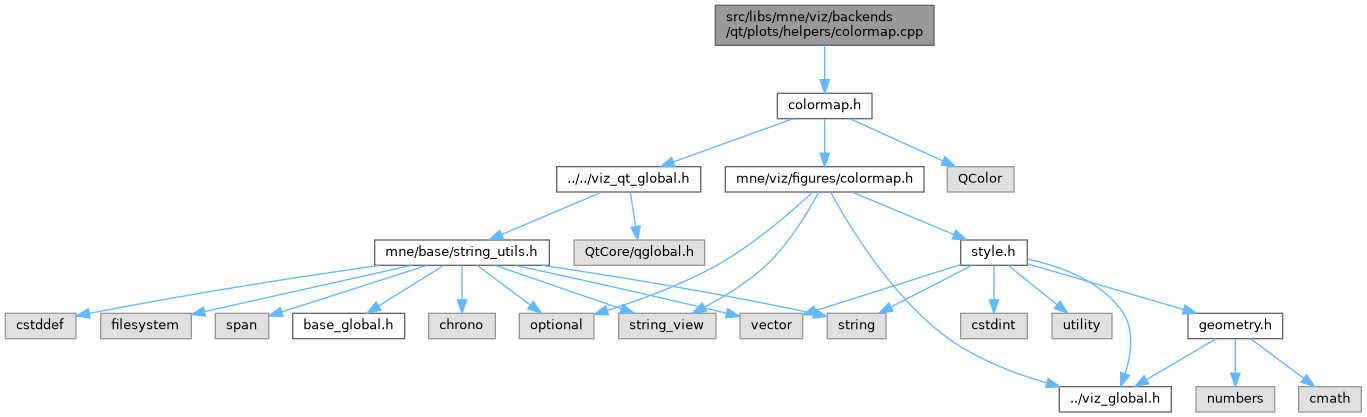 src/libs/mne/viz/backends
/qt/plots/helpers/colormap.cpp
colormap.h
../../viz_qt_global.h
mne/viz/figures/colormap.h
QColor
mne/base/string_utils.h
QtCore/qglobal.h
style.h
cstddef
filesystem
span
base_global.h
chrono
optional
string_view
vector
string
cstdint
utility
geometry.h
../viz_global.h
numbers
cmath